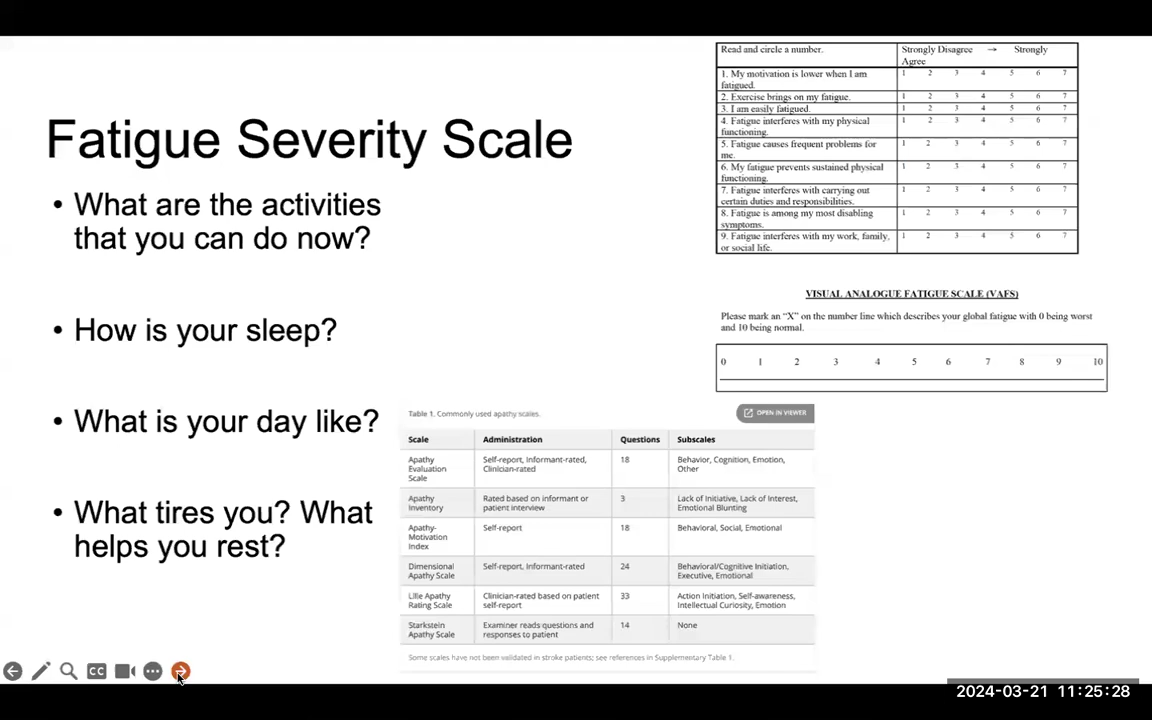 Fatigue Severity Scale
• What are the activities
that you can do now?
• How is your sleep?
• What is your day like?
• What tires you? What
helps you rest?
Read and circle a number. Strongly Disagree → Strongly
Agree
1. My motivation is lower when I am 1 2 3 4 5 6 7
fatigued.
2. Exercise brings on my fatigue. 1 2 3 4 5 6 7
3. I am easily fatigued. 1 2 3 4 5 6 7
4. Fatigue interferes with my physical 1 2 3 4 5 6 7
functioning.
5. Fatigue causes frequent problems for 1 2 3 4 5 6 7
me.
6. My fatigue prevents sustained physical 1 2 3 4 5 6 7
functioning.
7. Fatigue interferes with carrying out 1 2 3 4 5 6 7
certain duties and responsibilities.
8. Fatigue is among my most disabling 1 2 3 4 5 6 7
symptoms.
9. Fatigue interferes with my work, family, 1 2 3 4 5 6 7
or social life.
VISUAL ANALOGUE FATIGUE SCALE (VAFS)
Please mark an "X" on the number line which describes your global fatigue with 0 being worst
and 10 being normal.
0 1 2 3 4 5 6 7 8 9 10
Table 1. Commonly used apathy scales.
OPEN IN VIEWER
Scale Administration Questions Subscales
Apathy Self-report, Informant-rated, 18 Behavior, Cognition, Emotion,
Evaluation Clinician-rated Other
Scale
Apathy Rated based on informant or 3 Lack of Initiative, Lack of Interest,
Inventory patient interview Emotional Blunting
Apathy- Self-report 18 Behavioral, Social, Emotional
Motivation
Index
Dimensional Self-report, Informant-rated 24 Behavioral/Cognitive Initiation,
Apathy Scale Executive, Emotional
Lille Apathy Clinician-rated based on patient 33 Action Initiation, Self-awareness,
Rating Scale self-report Intellectual Curiosity, Emotion
Starkstein Examiner reads questions and 14 None
Apathy Scale responses to patient
Some scales have not been validated in stroke patients; see references in Supplementary Table 1.
CC
2024-03-21 11:25:28